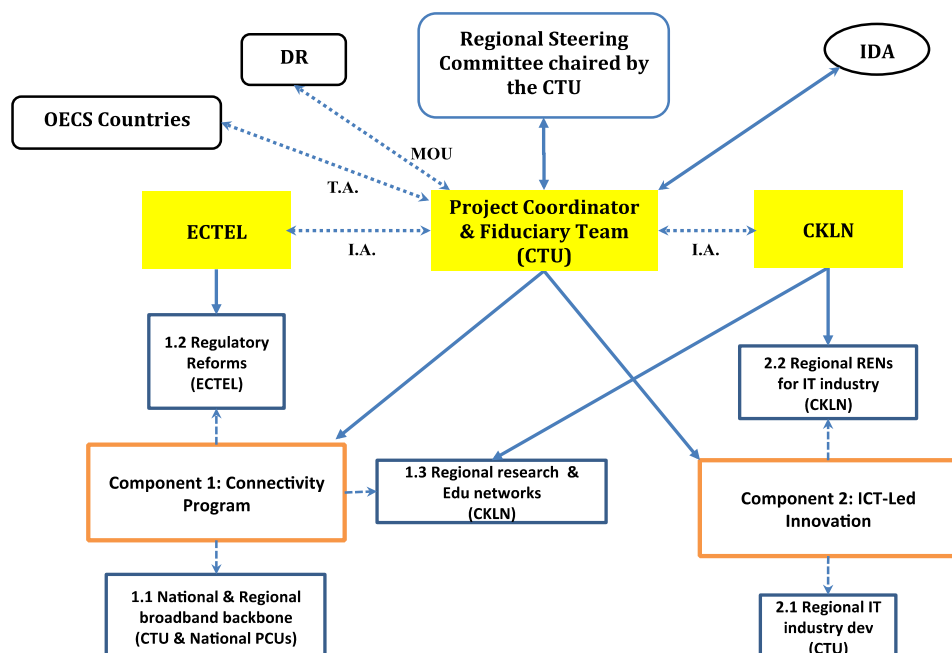 Regional Steering
Committee chaired by
the CTU
IDA
DR
OECS Countries
MOU
T.A.
ECTEL
I.A.
Project Coordinator
& Fiduciary Team
(CTU)
I.A.
CKLN
1.2 Regulatory
Reforms
(ECTEL)
2.2 Regional RENs
for IT industry
(CKLN)
Component 1: Connectivity
Program
1.3 Regional research & 
Edu networks
(CKLN)
Component 2: ICT-Led
Innovation
1.1 National & Regional
broadband backbone
(CTU & National PCUs)
2.1 Regional IT
industry dev
(CTU)